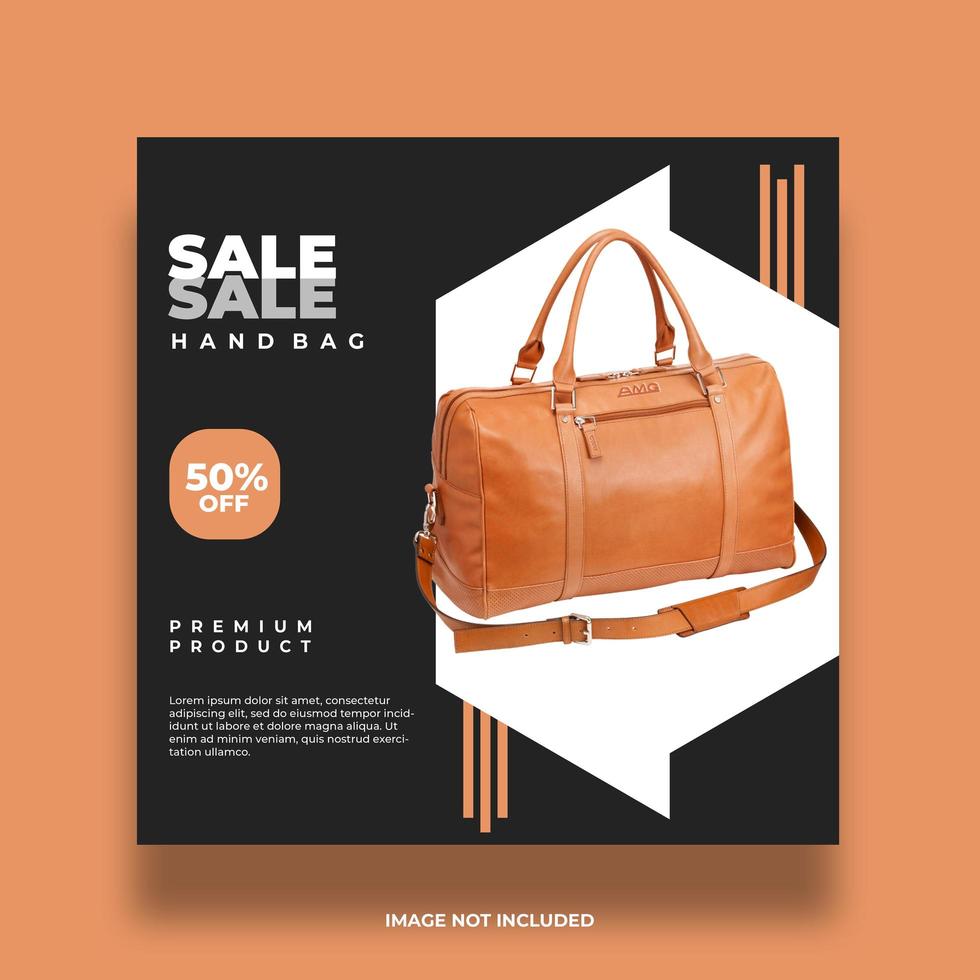 SALE
SALE
HAND BAG
50%
OFF
PREMIUM
PRODUCT
Lorem ipsum dolor sit amet, consectetur
adipiscing elit, sed do eiusmod tempor incid-
idunt ut labore et dolore magna aliqua. Ut
enim ad minim veniam, quis nostrud exerci-
tation ullamco.
AMG
IMAGE NOT INCLUDED